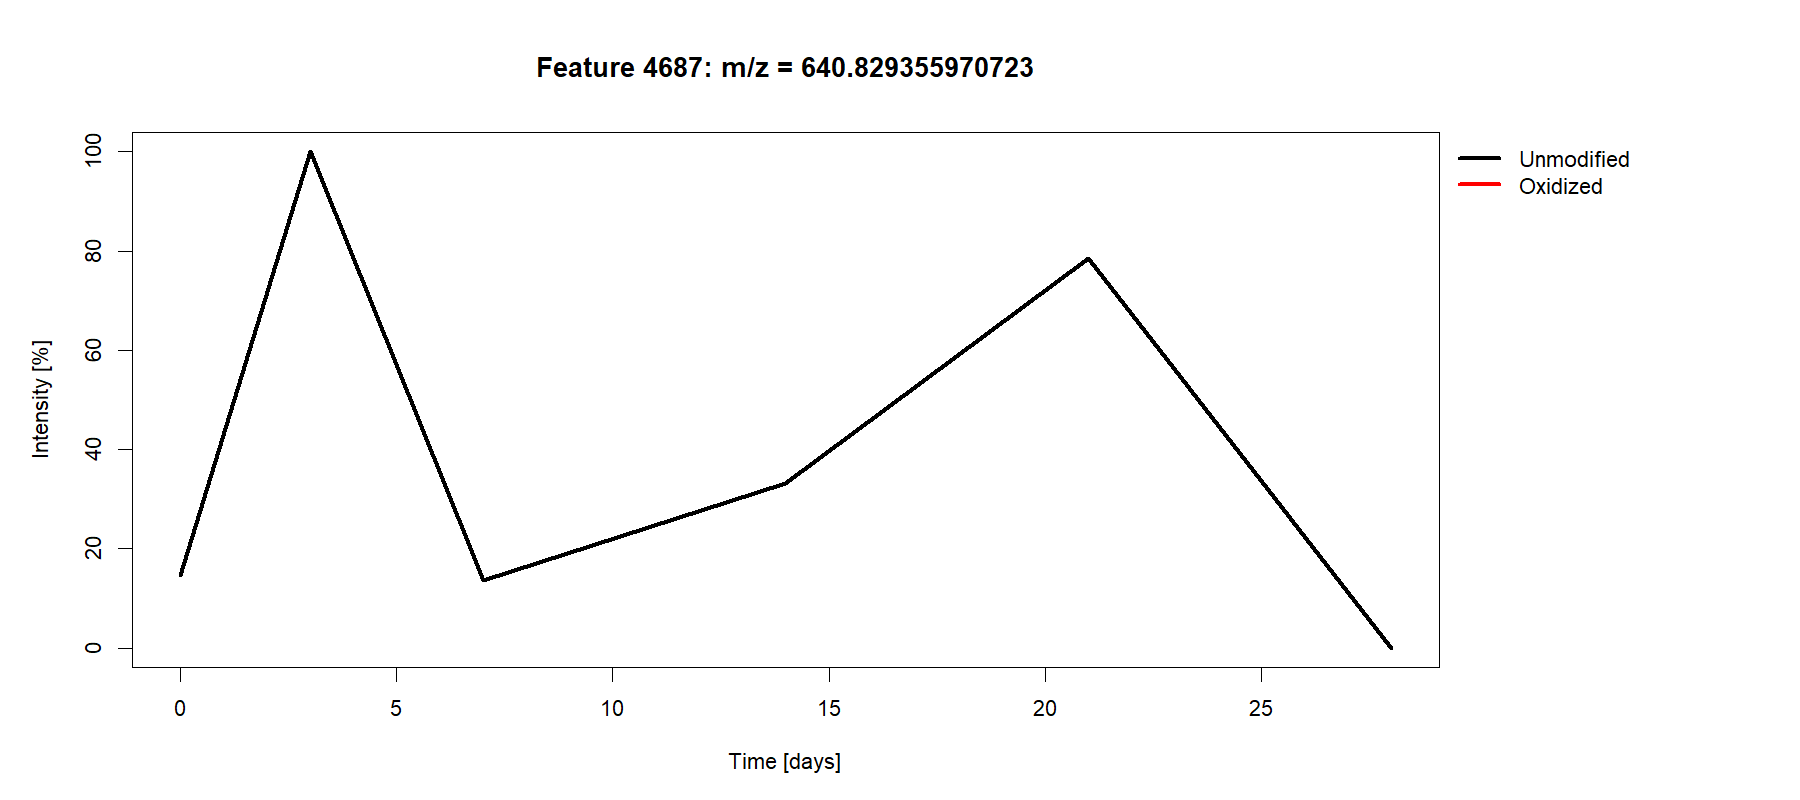 Feature 4687: m/z = 640.829355970723
Unmodified
Oxidized
Intensity [%]
100
80
60
40
20
0
0 5 10 15 20 25
Time [days]